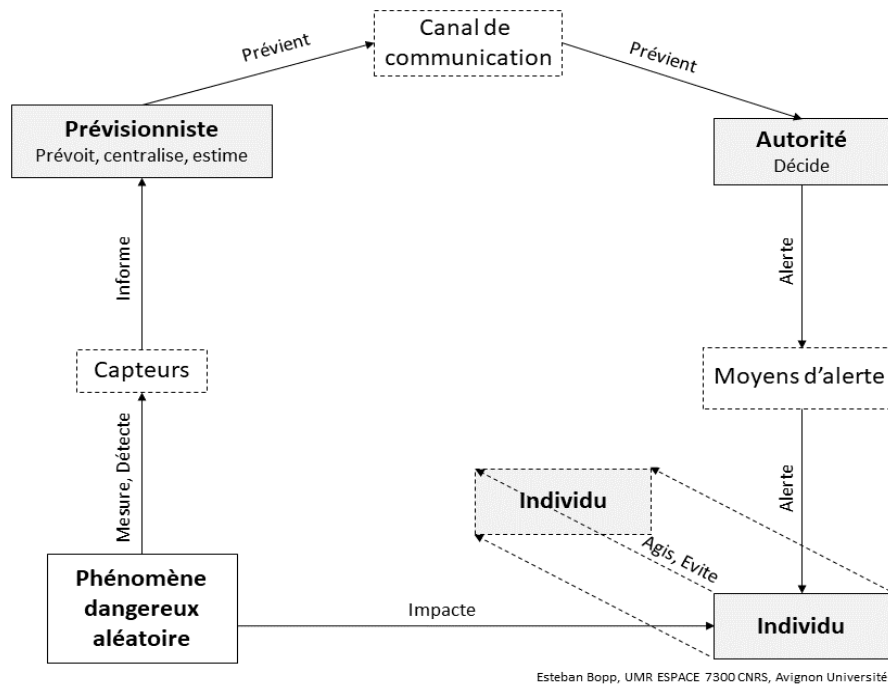 Canal de
communication
Prévient
Prévient
Prévisionniste
Prévoit, centralise, estime
Autorité
Décide
Informe
Alerte
Capteurs
Moyens d'alerte
Mesure, Détecte
Alerte
Individu
Agis, Evite
Phénomène
dangereux
aléatoire
Impacte
Individu
Esteban Bopp, UMR ESPACE 7300 CNRS, Avignon Université